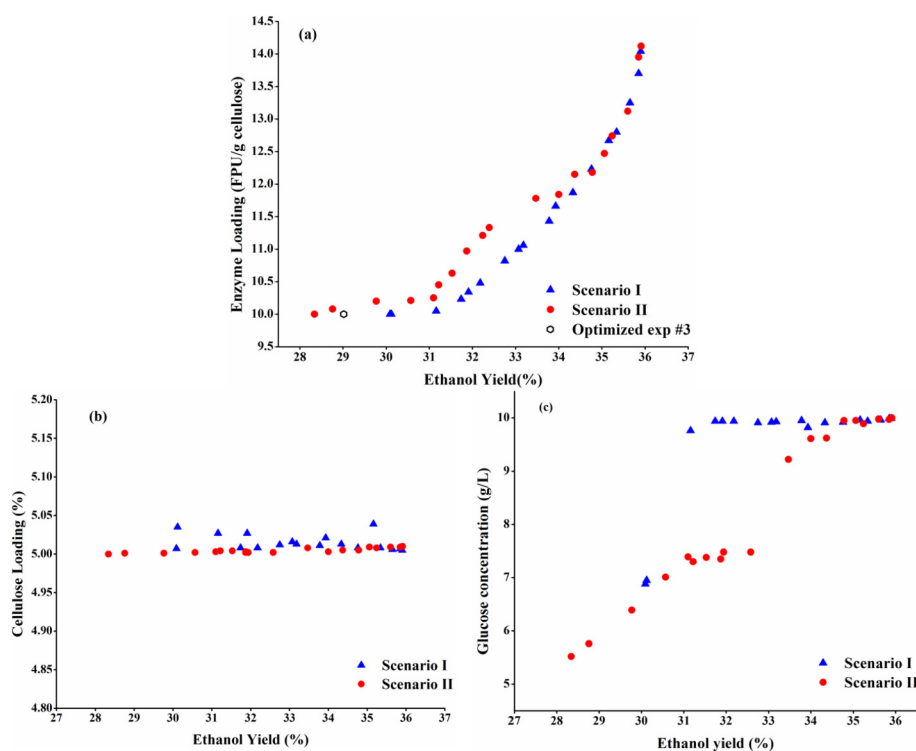 (a)
Enzyme Loading (FPU/g cellulose)
14.5
14.0
13.5
13.0
12.5
12.0
11.5
11.0
10.5
10.0
9.5
Scenario I
Scenario II
Optimized exp #3
28 29 30 31 32 33 34 35 36 37
Ethanol Yield(%)
(b)
Cellulose Loading (%)
5.20
5.15
5.10
5.05
5.00
4.95
4.90
4.85
4.80
Scenario I
Scenario II
27 28 29 30 31 32 33 34 35 36 37
Ethanol Yield (%)
(c)
Glucose concentration (g/L)
10
9
8
7
6
5
Scenario I
Scenario II
27 28 29 30 31 32 33 34 35 36
Ethanol yield (%)